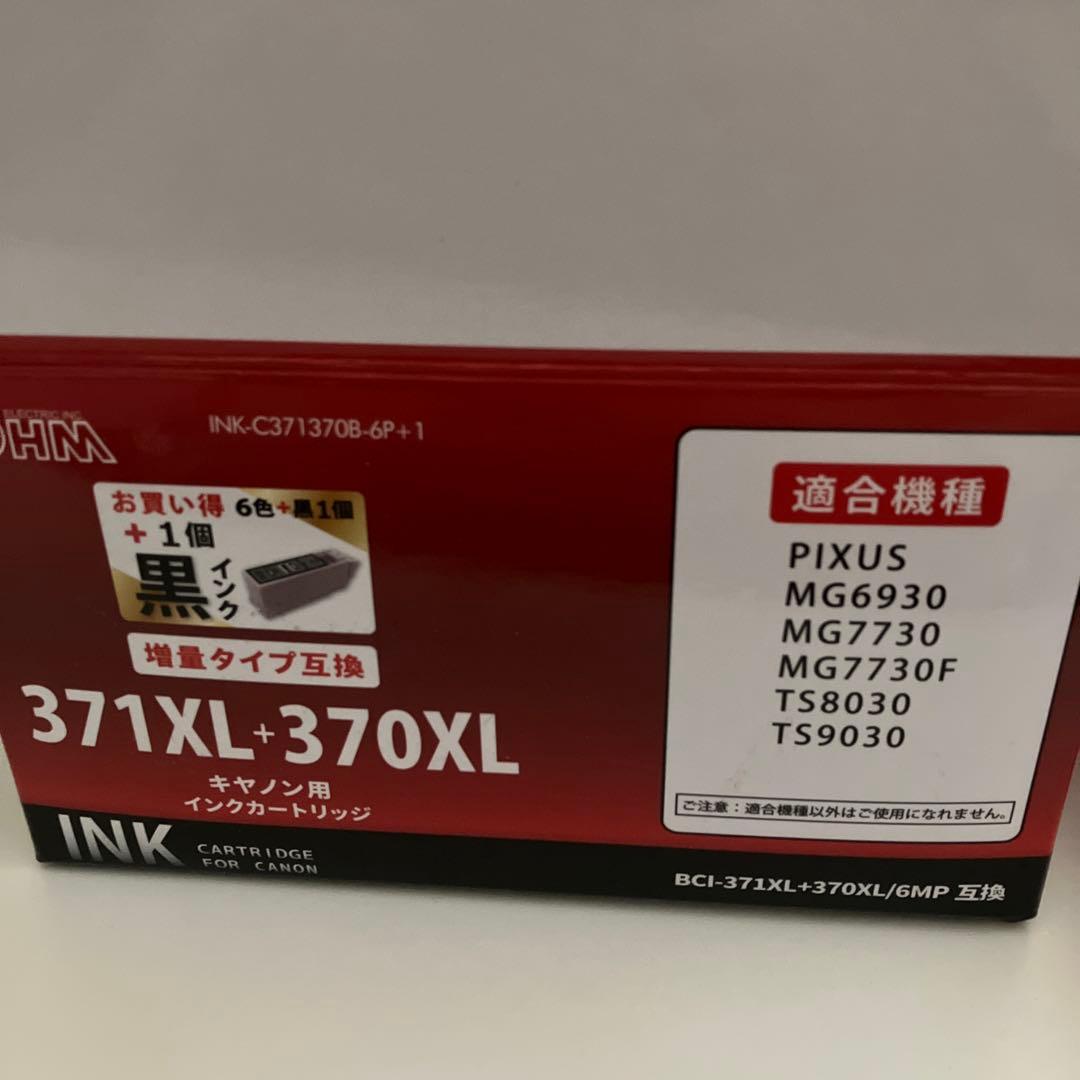 ELECTRIC INC.
OHM
INK-C371370B-6P+1
お買い得 6色+黒1個
+1個
黒
インク
増量タイプ互換
371XL+370XL
キヤノン用
インクカートリッジ
INK CARTRIDGE
FOR CANON
適合機種
PIXUS
MG6930
MG7730
MG7730F
TS8030
TS9030
ご注意:適合機種以外はご使用になれません。
BCI-371XL+370XL/6MP 互換